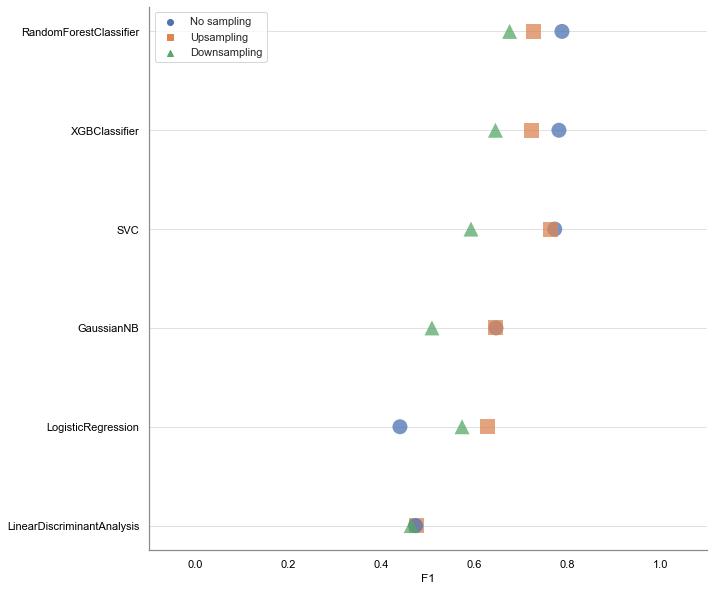 No sampling
Upsampling
Downsampling
RandomForestClassifier
XGBClassifier
SVC
GaussianNB
LogisticRegression
LinearDiscriminantAnalysis
0.0 0.2 0.4 0.6 0.8 1.0
F1